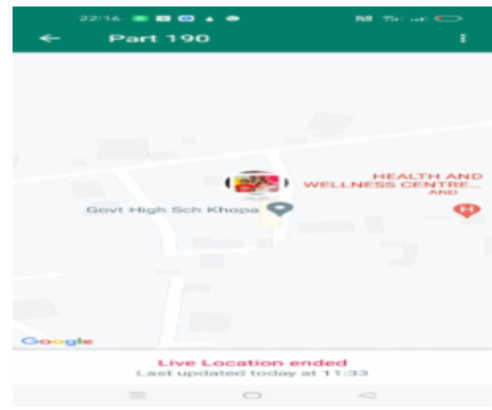 22:16
Part 190
HEALTH AND
WELLNESS CENTRE...
AND
Govt High Sch Khopa
H
Google
Live Location ended
Last updated today at 11:33